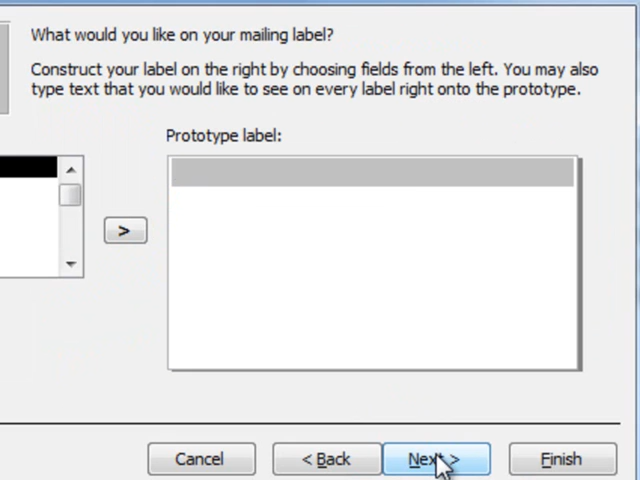 What would you like on your mailing label?
Construct your label on the right by choosing fields from the left. You may also
type text that you would like to see on every label right onto the prototype.
Prototype label:
>
Cancel
< Back
Next >
Finish